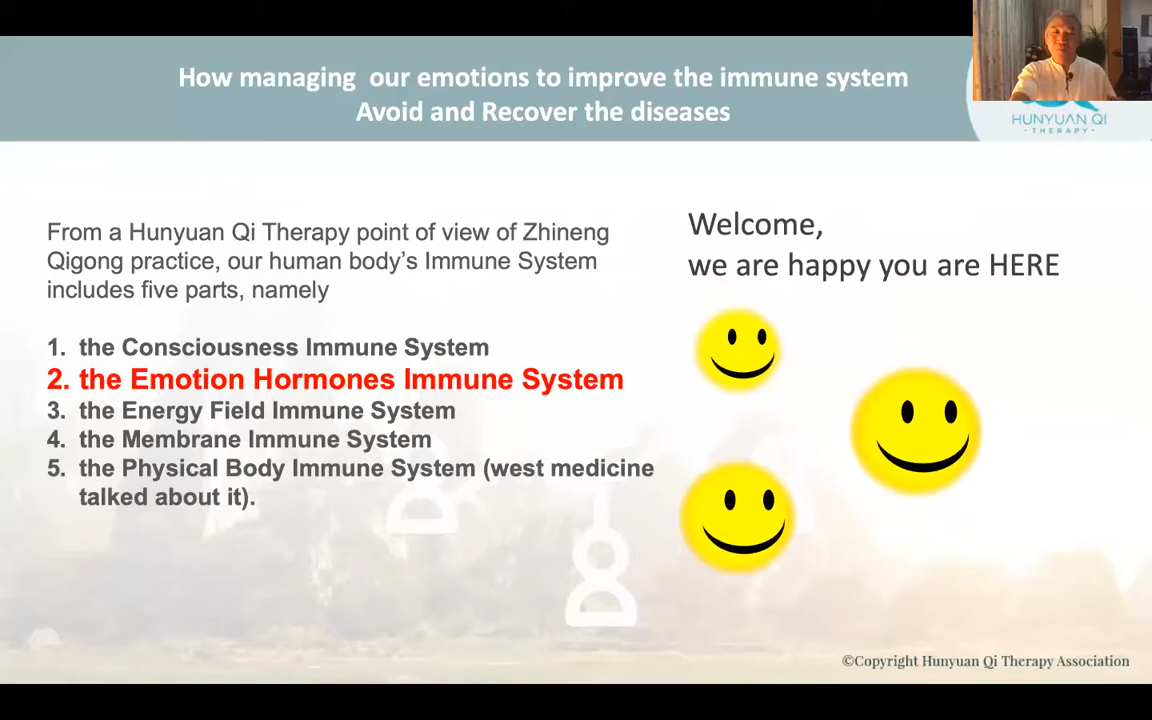 How managing  our emotions to improve the immune system
Avoid and Recover the diseases
HUNYUAN QI
• THERAPY •
From a Hunyuan Qi Therapy point of view of Zhineng
Qigong practice, our human body’s Immune System
includes five parts, namely
1. the Consciousness Immune System
2. the Emotion Hormones Immune System
3. the Energy Field Immune System
4. the Membrane Immune System
5. the Physical Body Immune System (west medicine
talked about it).
Welcome,
we are happy you are HERE
©Copyright Hunyuan Qi Therapy Association